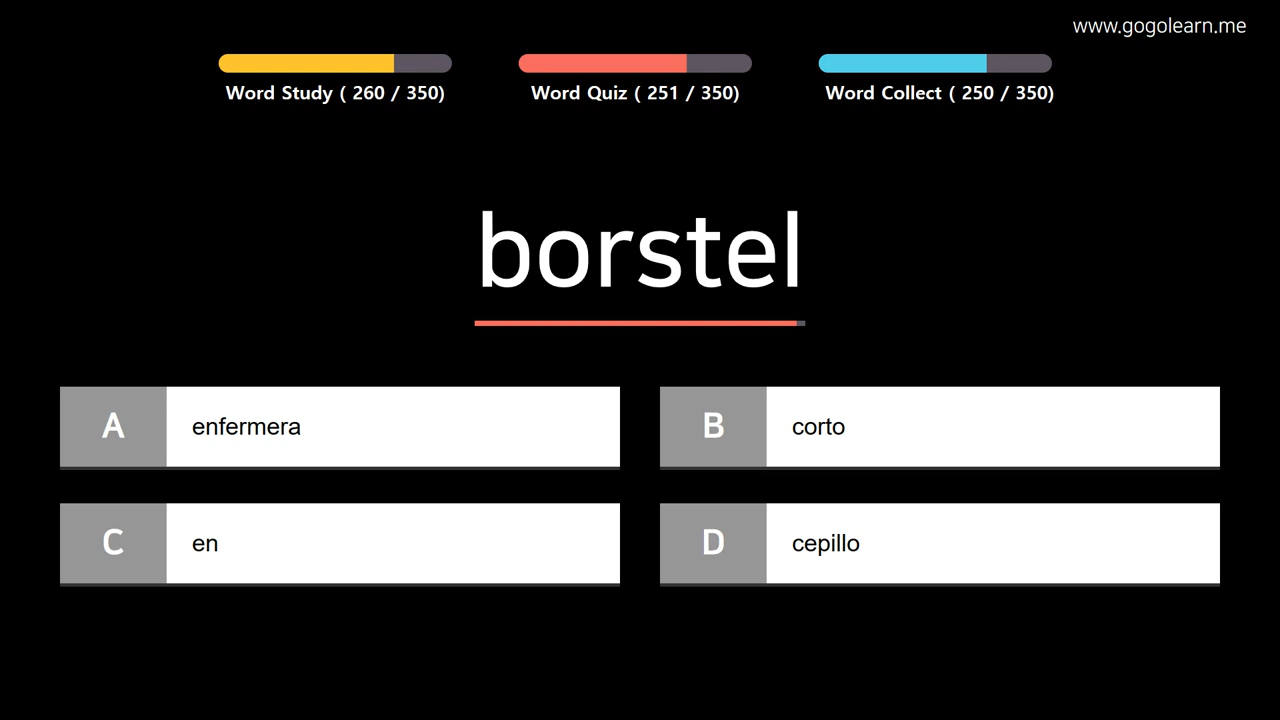 www.gogolearn.me
Word Study ( 260 / 350)
Word Quiz ( 251 / 350)
Word Collect ( 250 / 350)
borstel
A enfermera
B corto
C en
D cepillo